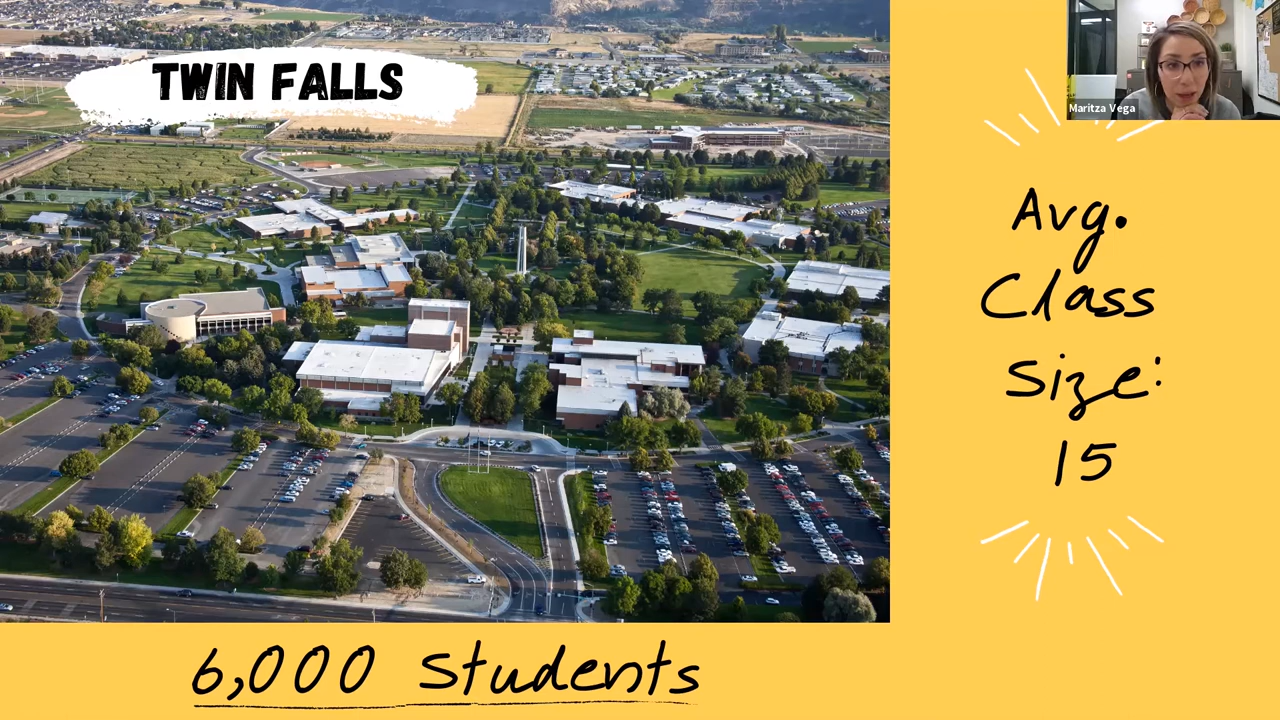 TWIN FALLS
Maritza Vega
Avg.
Class
Size:
15
6,000 Students